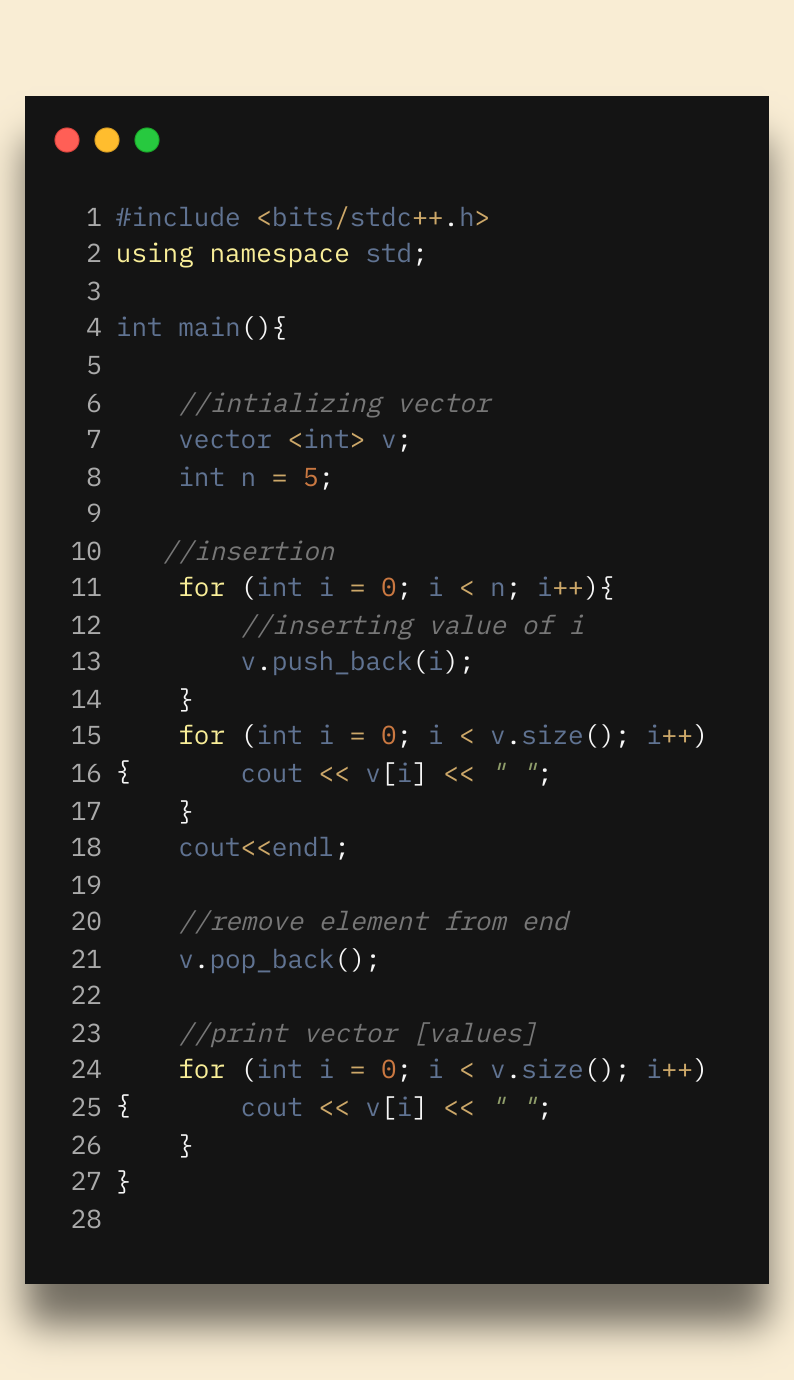 1 #include <bits/stdc++.h>
2 using namespace std;
3
4 int main(){
5
6     //intializing vector
7     vector <int> v;
8     int n = 5;
9
10    //insertion
11     for (int i = 0; i < n; i++){
12         //inserting value of i
13         v.push_back(i);
14     }
15     for (int i = 0; i < v.size(); i++)
16 {       cout << v[i] << " ";
17     }
18     cout<<endl;
19
20     //remove element from end
21     v.pop_back();
22
23     //print vector [values]
24     for (int i = 0; i < v.size(); i++)
25 {       cout << v[i] << " ";
26     }
27 }
28